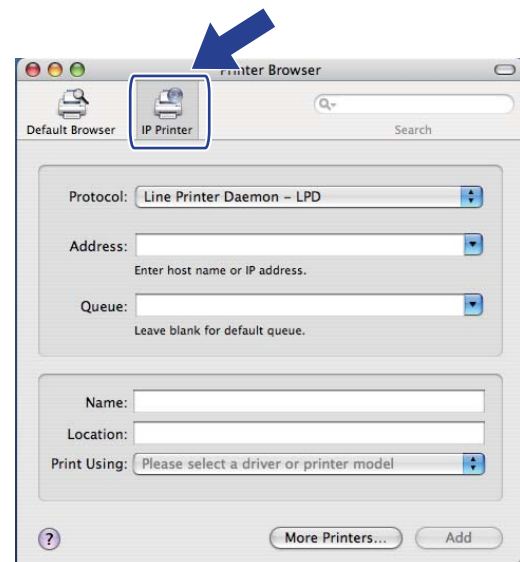 Printer Browser
Default Browser
IP Printer
Search
Protocol: Line Printer Daemon – LPD
Address:
Enter host name or IP address.
Queue:
Leave blank for default queue.
Name:
Location:
Print Using: Please select a driver or printer model
? More Printers... Add